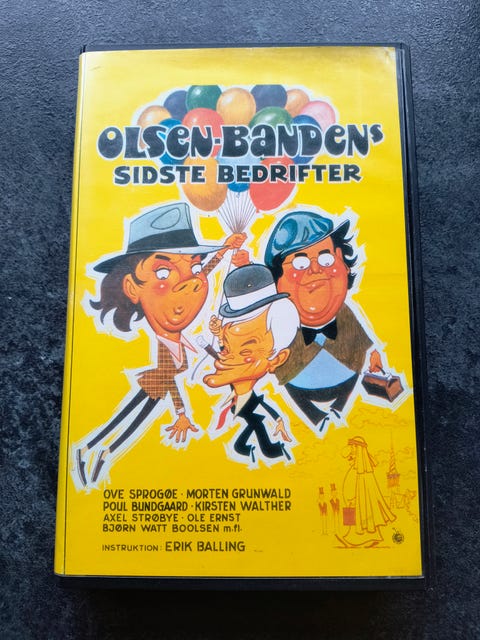 OLSEN-BANDENS
SIDSTE BEDRIFTER
OVE SPROGØE · MORTEN GRUNWALD
POUL BUNDGAARD · KIRSTEN WALTHER
AXEL STRØBYE · OLE ERNST
BJØRN WATT BOOLSEN m.fl.
INSTRUKTION: ERIK BALLING